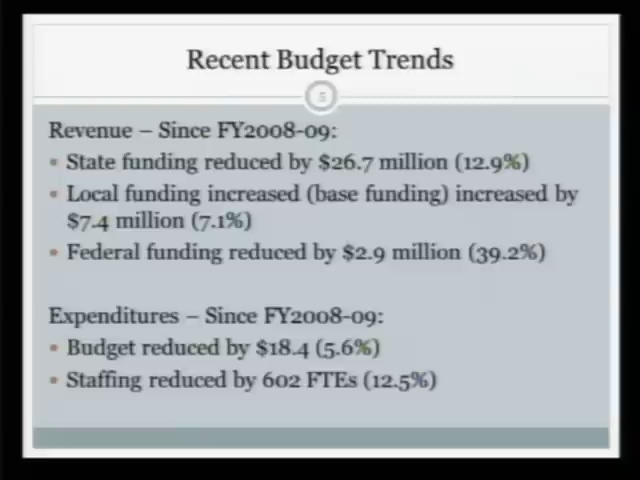 Recent Budget Trends
5
Revenue – Since FY2008-09:
• State funding reduced by $26.7 million (12.9%)
• Local funding increased (base funding) increased by
$7.4 million (7.1%)
• Federal funding reduced by $2.9 million (39.2%)
Expenditures – Since FY2008-09:
• Budget reduced by $18.4 (5.6%)
• Staffing reduced by 602 FTEs (12.5%)